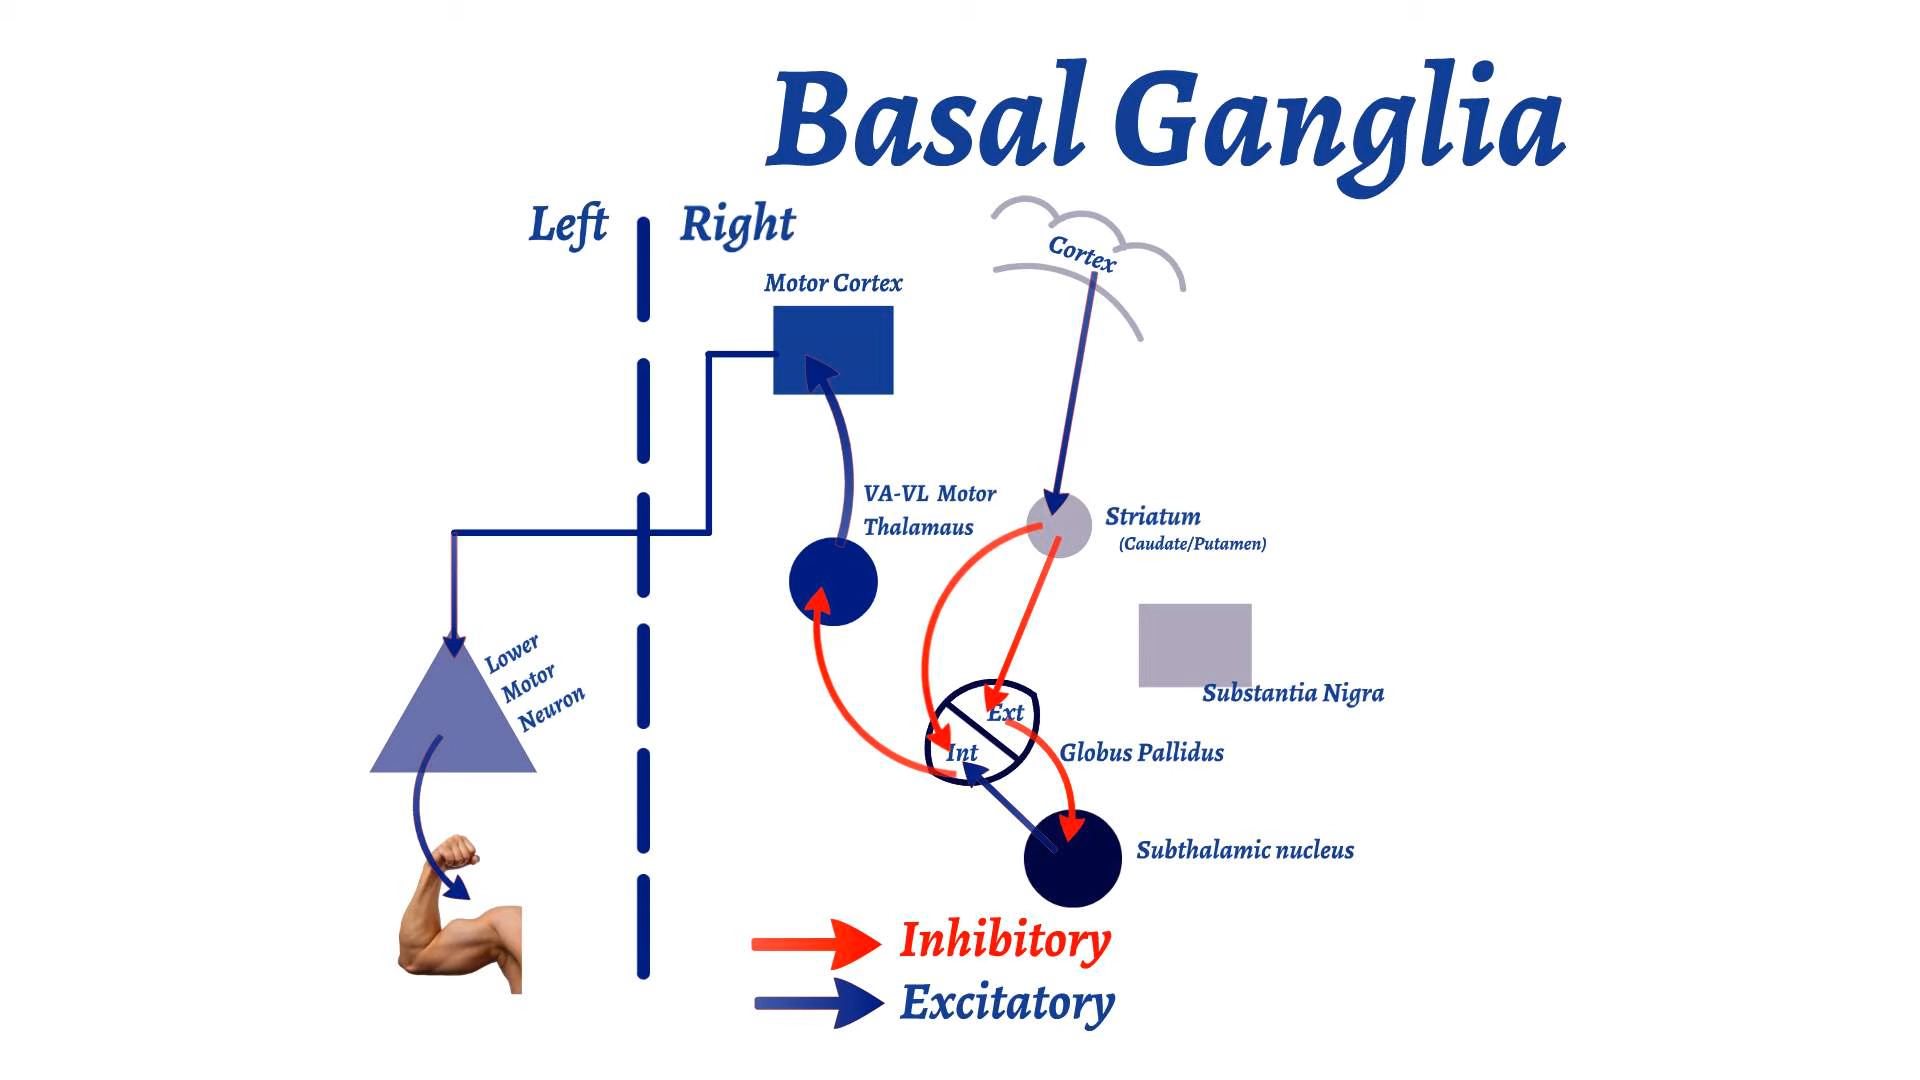 Basal Ganglia
Left
Right
Motor Cortex
Cortex
VA-VL Motor
Thalamaus
Striatum
(Caudate/Putamen)
Lower
Motor
Neuron
Substantia Nigra
Ext
Int
Globus Pallidus
Subthalamic nucleus
Inhibitory
Excitatory